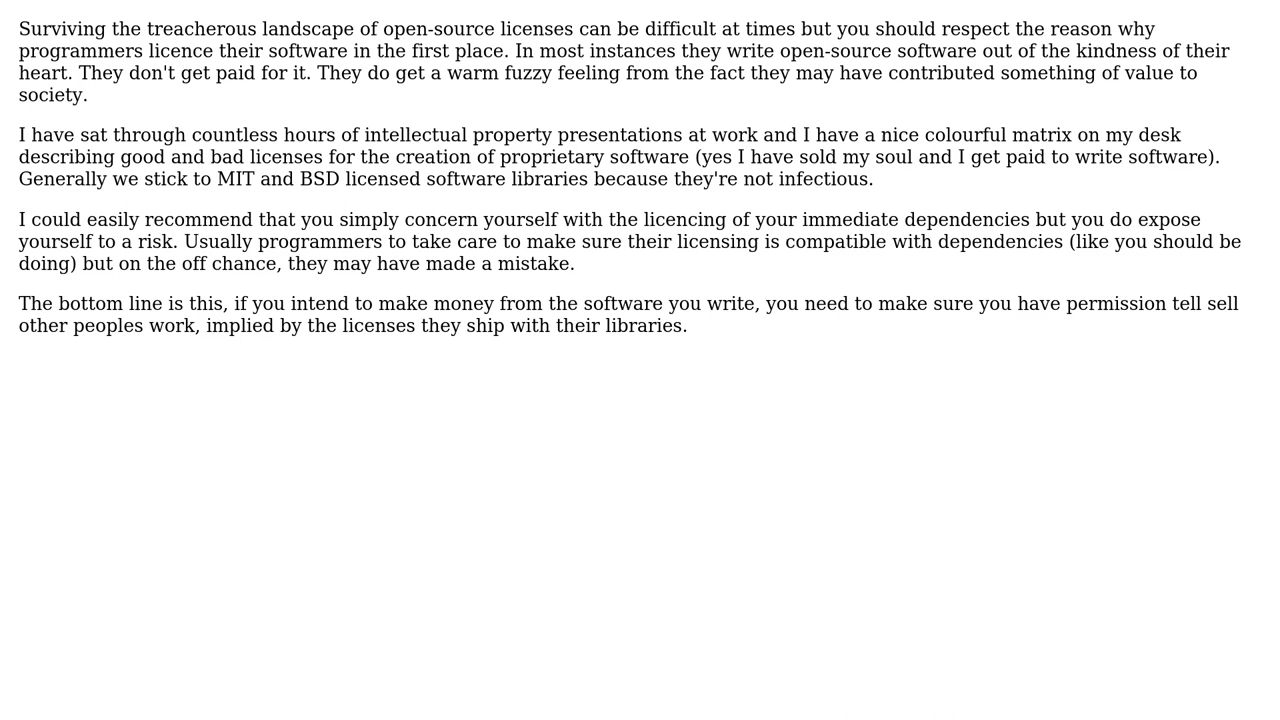 Surviving the treacherous landscape of open-source licenses can be difficult at times but you should respect the reason why
programmers licence their software in the first place. In most instances they write open-source software out of the kindness of their
heart. They don't get paid for it. They do get a warm fuzzy feeling from the fact they may have contributed something of value to
society.
I have sat through countless hours of intellectual property presentations at work and I have a nice colourful matrix on my desk
describing good and bad licenses for the creation of proprietary software (yes I have sold my soul and I get paid to write software).
Generally we stick to MIT and BSD licensed software libraries because they're not infectious.
I could easily recommend that you simply concern yourself with the licencing of your immediate dependencies but you do expose
yourself to a risk. Usually programmers to take care to make sure their licensing is compatible with dependencies (like you should be
doing) but on the off chance, they may have made a mistake.
The bottom line is this, if you intend to make money from the software you write, you need to make sure you have permission tell sell
other peoples work, implied by the licenses they ship with their libraries.